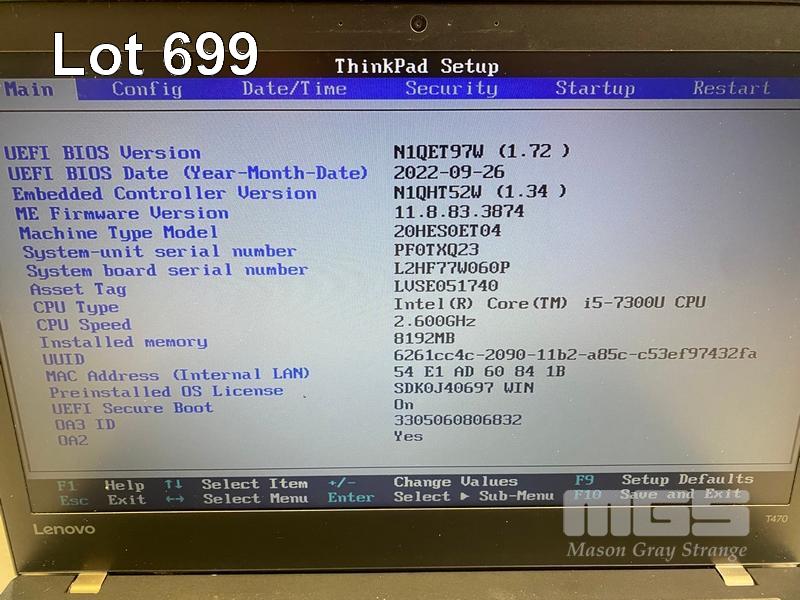 Lot 699
ThinkPad Setup
Main Config Date/Time Security Startup Restart
UEFI BIOS Version N1QET97W (1.72 )
UEFI BIOS Date (Year-Month-Date) 2022-09-26
Embedded Controller Version N1QHT52W (1.34 )
ME Firmware Version 11.8.83.3874
Machine Type Model 20HES0ET04
System-unit serial number PF0TXQ23
System board serial number L2HF77W060P
Asset Tag LVSE051740
CPU Type Intel(R) Core(TM) i5-7300U CPU
CPU Speed 2.600GHz
Installed memory 8192MB
UUID 6261cc4c-2090-11b2-a85c-c53ef97432fa
MAC Address (Internal LAN) 54 E1 AD 60 84 1B
Preinstalled OS License SDK0J40697 WIN
UEFI Secure Boot On
OA3 ID 3305060806832
OA2 Yes
F1 Help ↑↓ Select Item +/- Change Values F9 Setup Defaults
Esc Exit ↔ Select Menu Enter Select ▶ Sub-Menu F10 Save and Exit
MGS
Lenovo T470
Mason Gray Strange